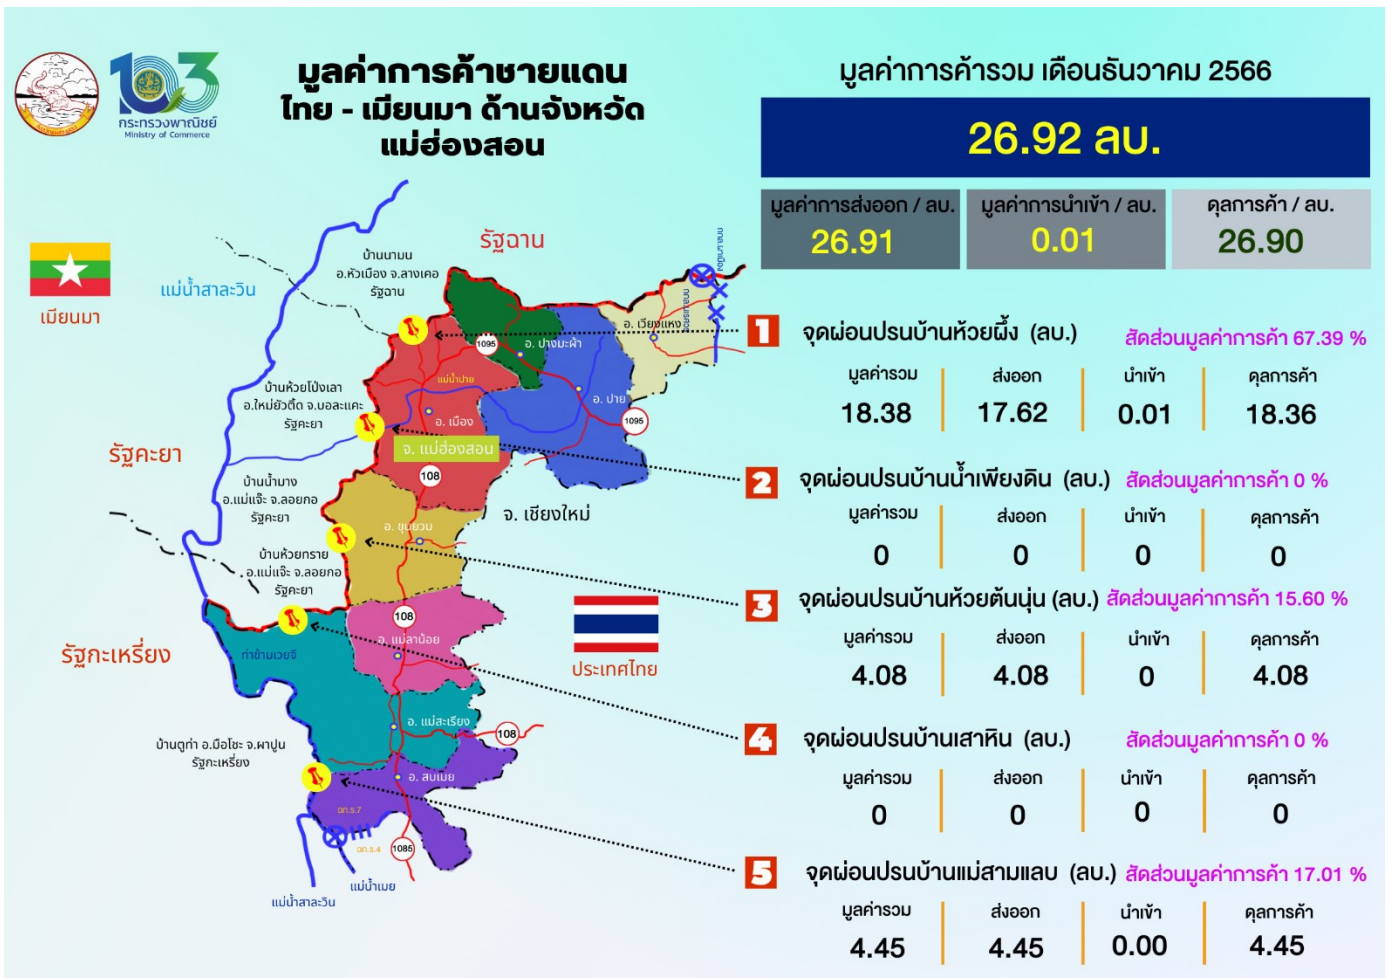 103
กระทรวงพาณิชย์
Ministry of Commerce
มูลค่าการค้าชายแดน
ไทย - เมียนมา ด้านจังหวัด
แม่ฮ่องสอน
มูลค่าการค้ารวม เดือนธันวาคม 2566
26.92 ลบ.
มูลค่าการส่งออก / ลบ.
26.91
มูลค่าการนำเข้า / ลบ.
0.01
ดุลการค้า / ลบ.
26.90
เมียนมา
แม่น้ำสาละวิน
รัฐฉาน
บ้านนามน
อ.หัวเมือง จ.ลางเคอ
รัฐฉาน
อ. เวียงแหง
1095
อ. ปางมะผ้า
แม่น้ำปาย
อ. ปาย
1095
บ้านห้วยโป่งเลา
อ.ใหม่ยัวตี้ด จ.บอละแคะ
รัฐคะยา
อ. เมือง
จ. แม่ฮ่องสอน
รัฐคะยา
108
บ้านน้ำมาง
อ.แม่แจ๊ะ จ.ลอยกอ
รัฐคะยา
จ. เชียงใหม่
อ. ขุนยวม
บ้านห้วยทราย
อ.แม่แจ๊ะ จ.ลอยกอ
รัฐคะยา
108
อ. แม่ลาน้อย
รัฐกะเหรี่ยง
ท่าข้ามเวยจี
ประเทศไทย
อ. แม่สะเรียง
108
บ้านตูท่า อ.มือโซะ จ.ผาปูน
รัฐกะเหรี่ยง
อ. สบเมย
ฉก.ร.7
ฉก.ร.4
1085
แม่น้ำเมย
แม่น้ำสาละวิน
1 จุดผ่อนปรนบ้านห้วยผึ้ง (ลบ.) สัดส่วนมูลค่าการค้า 67.39 %
มูลค่ารวม ส่งออก นำเข้า ดุลการค้า
18.38 17.62 0.01 18.36
2 จุดผ่อนปรนบ้านน้ำเพียงดิน (ลบ.) สัดส่วนมูลค่าการค้า 0 %
มูลค่ารวม ส่งออก นำเข้า ดุลการค้า
0 0 0 0
3 จุดผ่อนปรนบ้านห้วยต้นนุ่น (ลบ.) สัดส่วนมูลค่าการค้า 15.60 %
มูลค่ารวม ส่งออก นำเข้า ดุลการค้า
4.08 4.08 0 4.08
4 จุดผ่อนปรนบ้านเสาหิน (ลบ.) สัดส่วนมูลค่าการค้า 0 %
มูลค่ารวม ส่งออก นำเข้า ดุลการค้า
0 0 0 0
5 จุดผ่อนปรนบ้านแม่สามแลบ (ลบ.) สัดส่วนมูลค่าการค้า 17.01 %
มูลค่ารวม ส่งออก นำเข้า ดุลการค้า
4.45 4.45 0.00 4.45